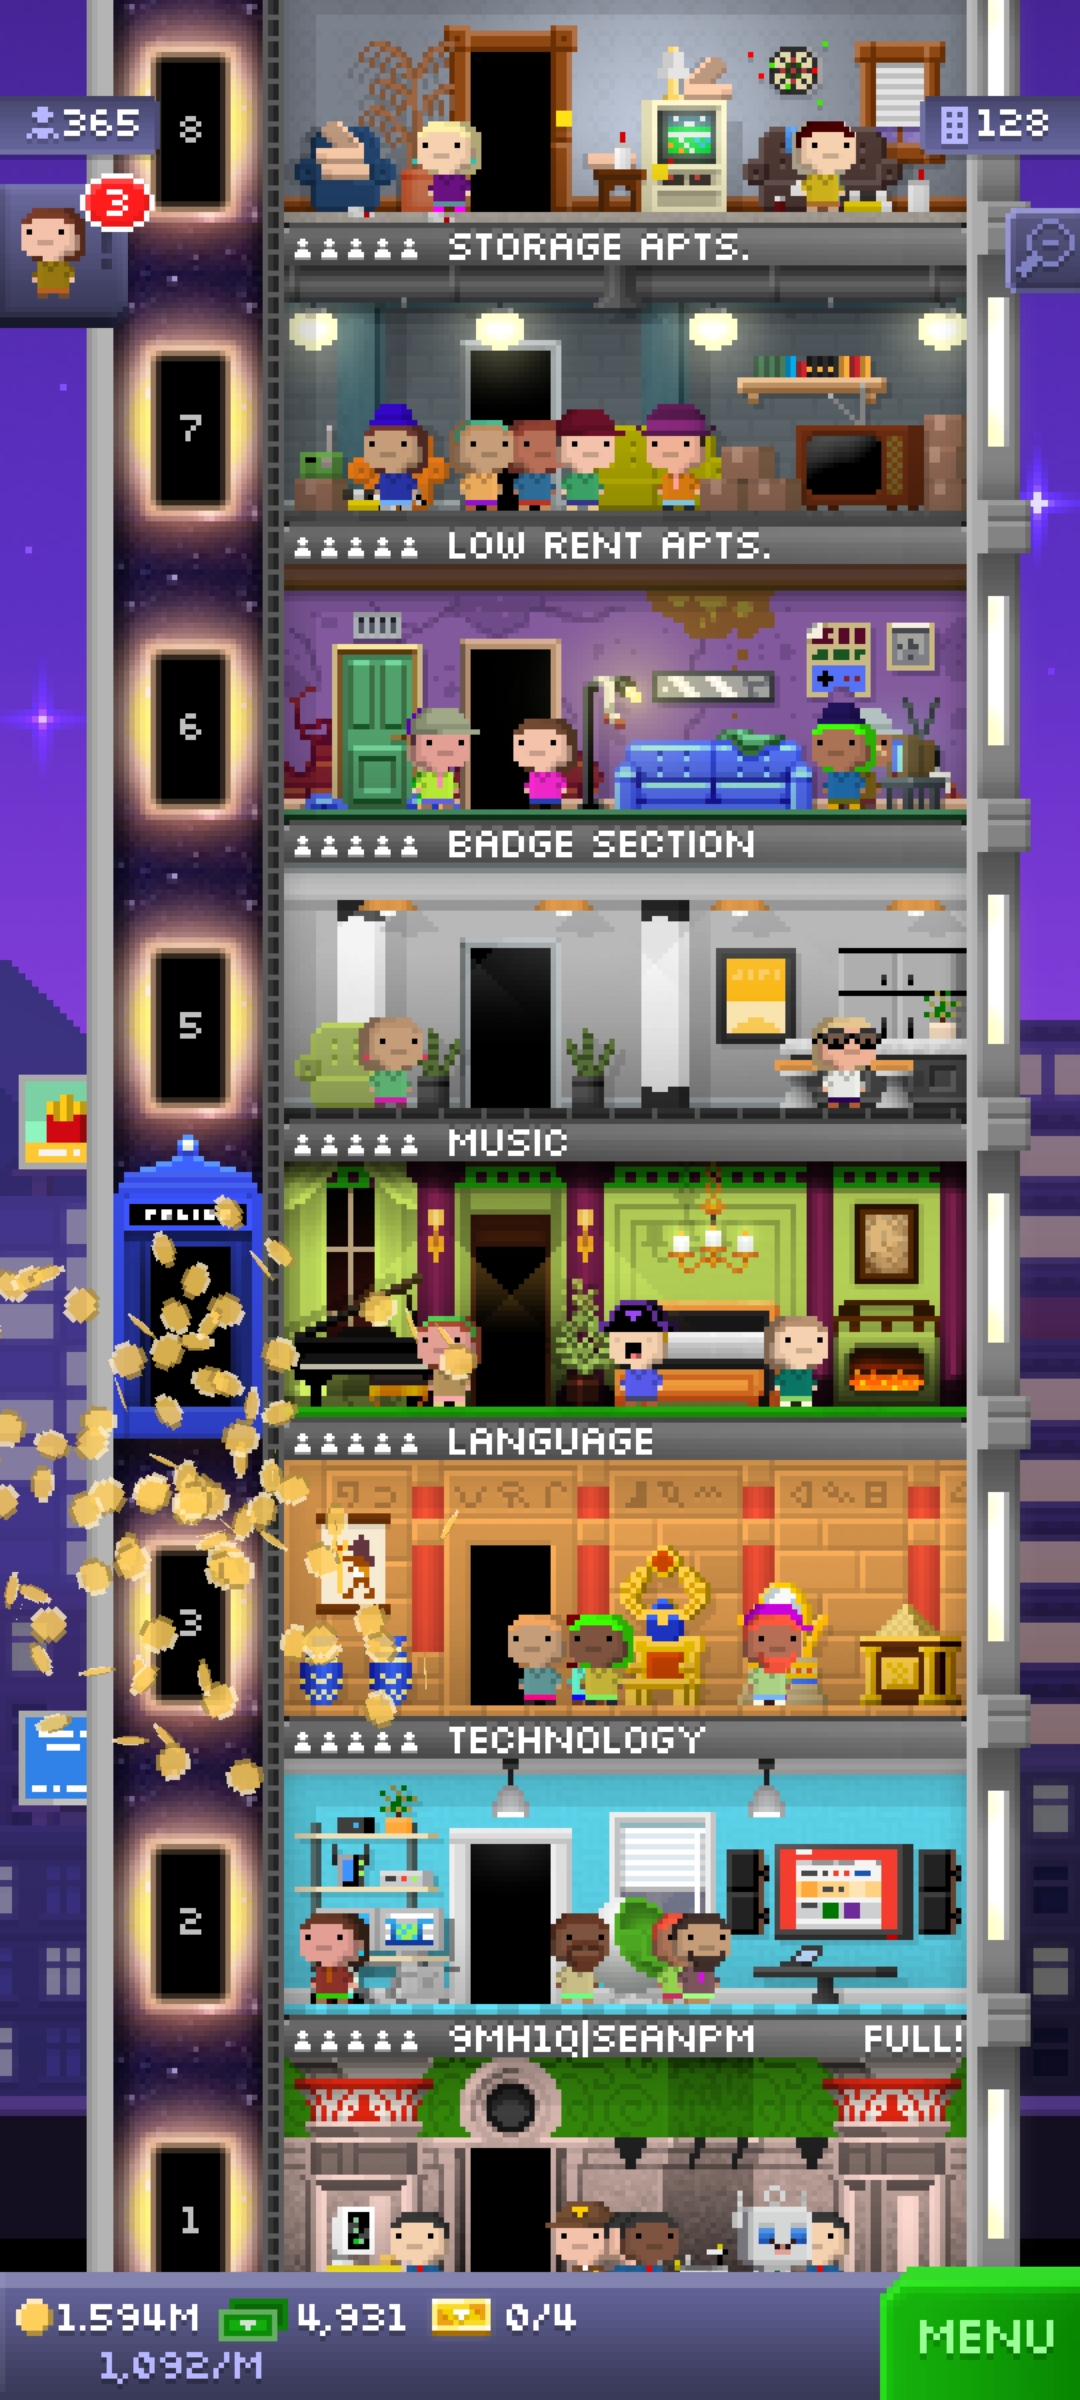 8
365
128
3
STORAGE APTS.
7
LOW RENT APTS.
6
BADGE SECTION
5
MUSIC
LANGUAGE
3
TECHNOLOGY
2
9MH1Q|SEANPM FULL!
1
1.594M 4,931 0/4
1,092/M
MENU